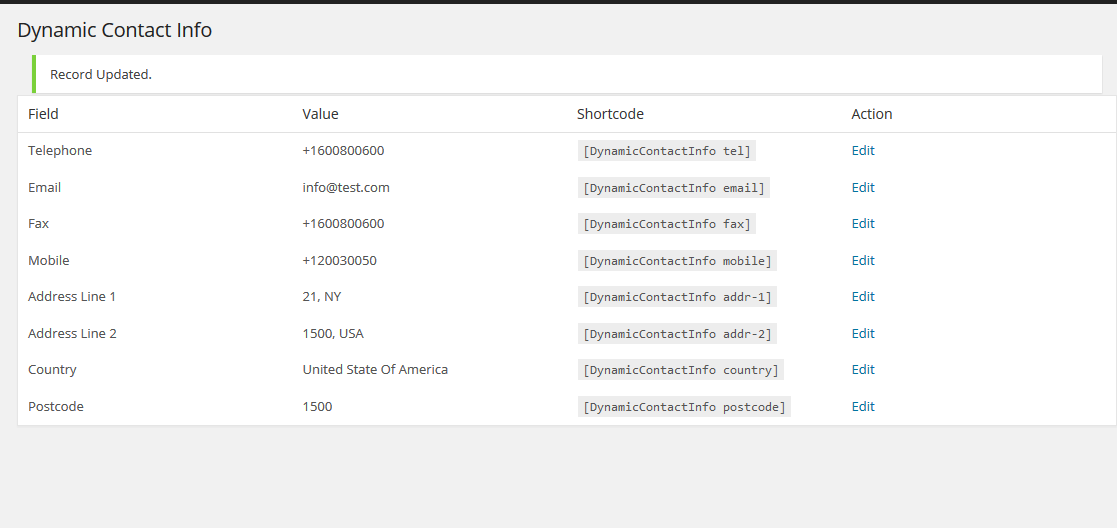 Dynamic Contact Info
Record Updated.
Field Value Shortcode Action
Telephone +1600800600 [DynamicContactInfo tel] Edit
Email info@test.com [DynamicContactInfo email] Edit
Fax +1600800600 [DynamicContactInfo fax] Edit
Mobile +120030050 [DynamicContactInfo mobile] Edit
Address Line 1 21, NY [DynamicContactInfo addr-1] Edit
Address Line 2 1500, USA [DynamicContactInfo addr-2] Edit
Country United State Of America [DynamicContactInfo country] Edit
Postcode 1500 [DynamicContactInfo postcode] Edit